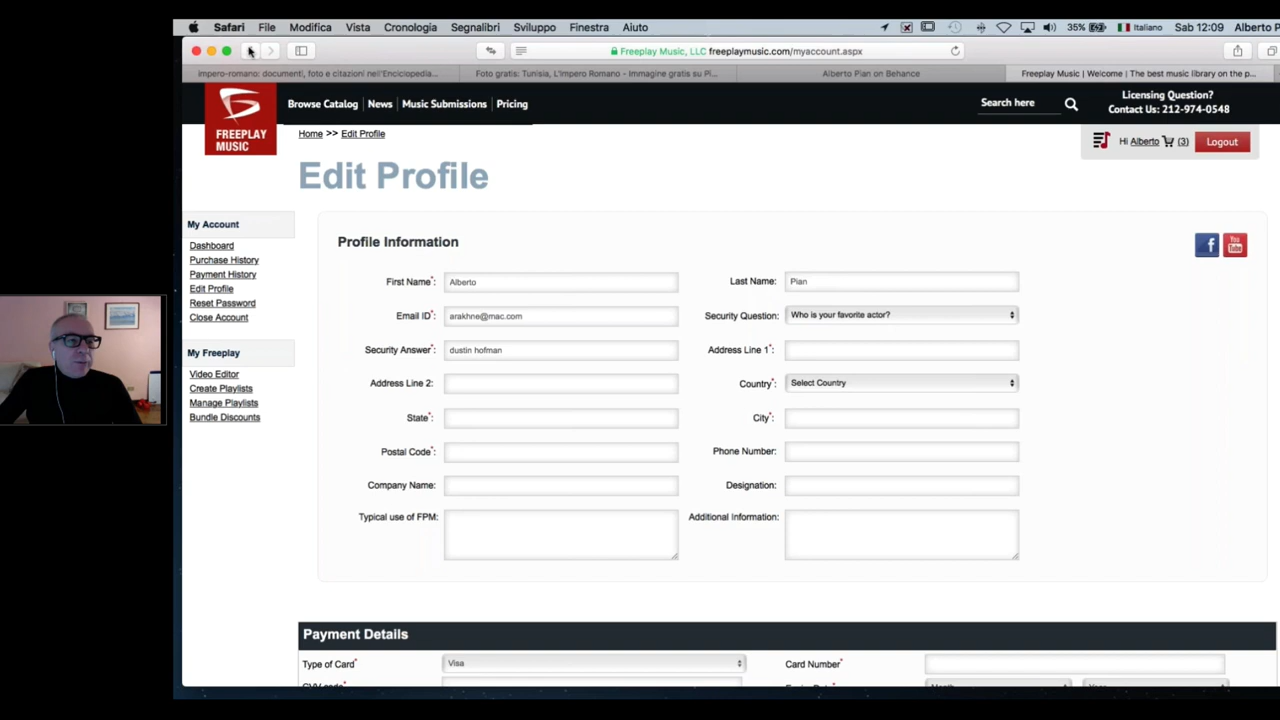 Safari File Modifica Vista Cronologia Segnalibri Sviluppo Finestra Aiuto 35% Italiano Sab 12:09 Alberto P
Freeplay Music, LLC freeplaymusic.com/myaccount.aspx
impero-romano: documenti, foto e citazioni nell'Enciclopedia... Foto gratis: Tunisia, L'Impero Romano - Immagine gratis su Pi... Alberto Pian on Behance Freeplay Music | Welcome | The best music library on the p...
FREEPLAY
MUSIC
Browse Catalog News Music Submissions Pricing
Search here
Licensing Question?
Contact Us: 212-974-0548
Home >> Edit Profile
Hi Alberto (3) Logout
Edit Profile
My Account
Dashboard
Purchase History
Payment History
Edit Profile
Reset Password
Close Account
My Freeplay
Video Editor
Create Playlists
Manage Playlists
Bundle Discounts
Profile Information
f You Tube
First Name*: Alberto Last Name: Pian
Email ID*: arakhne@mac.com Security Question: Who is your favorite actor?
Security Answer*: dustin hofman Address Line 1*:
Address Line 2: Country*: Select Country
State*: City*:
Postal Code*: Phone Number:
Company Name: Designation:
Typical use of FPM: Additional Information:
Payment Details
Type of Card* Visa Card Number*